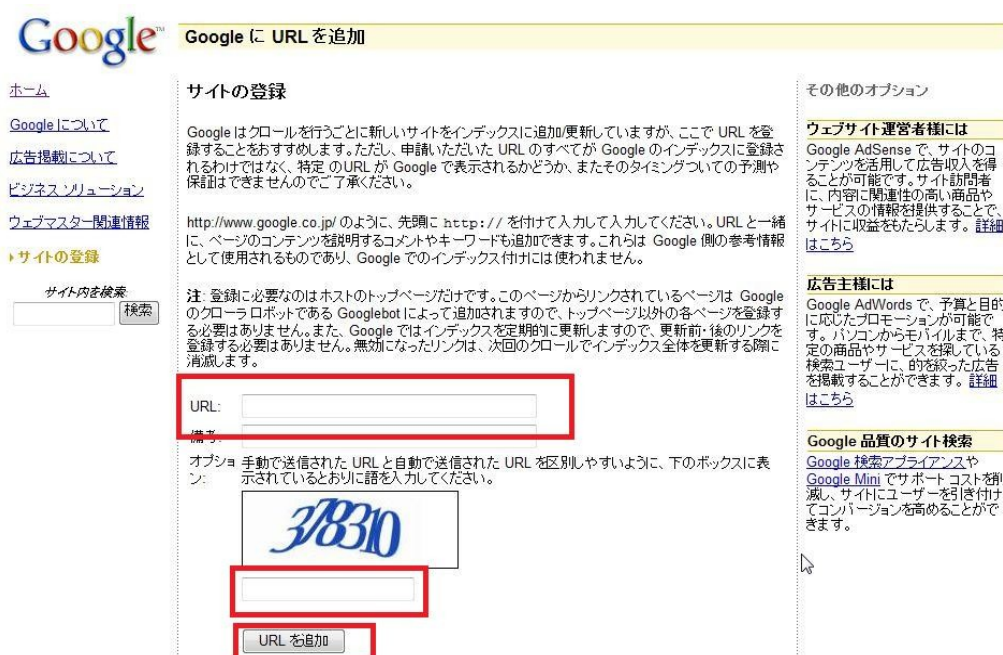 Google™
Google に URL を追加
ホーム
Google について
広告掲載について
ビジネス ソリューション
ウェブマスター関連情報
サイトの登録
サイト内を検索:
検索
サイトの登録
Google はクロールを行うごとに新しいサイトをインデックスに追加/更新していますが、ここで URL を登
録することをおすすめします。ただし、申請いただいた URL のすべてが Google のインデックスに登録さ
れるわけではなく、特定 のURL が Google で表示されるかどうか、またそのタイミングついての予測や
保証はできませんのでご了承ください。
http://www.google.co.jp/ のように、先頭に http:// を付けて入力して入力してください。URL と一緒
に、ページのコンテンツを説明するコメントやキーワードも追加できます。これらは Google 側の参考情報
として使用されるものであり、Google でのインデックス付けには使われません。
注: 登録に必要なのはホストのトップページだけです。このページからリンクされているページは Google
のクローラ ロボットである Googlebot によって追加されますので、トップページ以外の各ページを登録す
る必要はありません。また、Google ではインデックスを定期的に更新しますので、更新前・後のリンクを
登録する必要はありません。無効になったリンクは、次回のクロールでインデックス全体を更新する際に
消滅します。
URL:
備考:
オプション:
手動で送信された URL と自動で送信された URL を区別しやすいように、下のボックスに表
示されているとおりに語を入力してください。
378310
URL を追加
その他のオプション
ウェブサイト運営者様には
Google AdSense で、サイトのコ
ンテンツを活用して広告収入を得
ることが可能です。サイト訪問者
に、内容に関連性の高い商品や
サービスの情報を提供することで、
サイトに収益をもたらします。詳細
はこちら
広告主様には
Google AdWords で、予算と目的
に応じたプロモーションが可能で
す。パソコンからモバイルまで、特
定の商品やサービスを探している
検索ユーザーに、的を絞った広告
を掲載することができます。詳細
はこちら
Google 品質のサイト検索
Google 検索アプライアンスや
Google Mini でサポート コストを削
減し、サイトにユーザーを引き付け
てコンバージョンを高めることがで
きます。